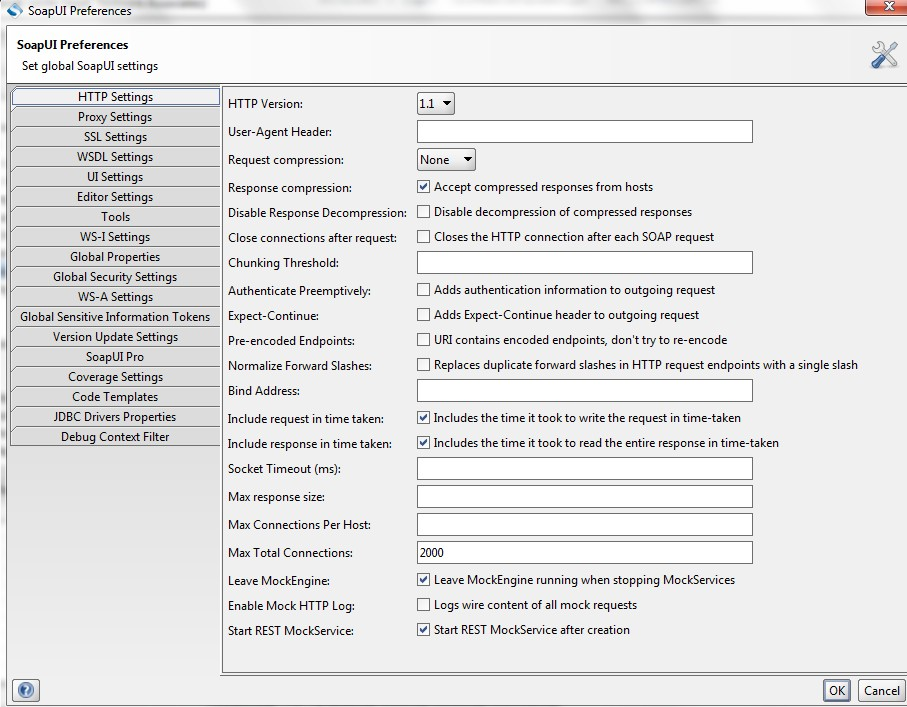 SoapUI Preferences
SoapUI Preferences
Set global SoapUI settings
HTTP Settings
Proxy Settings
SSL Settings
WSDL Settings
UI Settings
Editor Settings
Tools
WS-I Settings
Global Properties
Global Security Settings
WS-A Settings
Global Sensitive Information Tokens
Version Update Settings
SoapUI Pro
Coverage Settings
Code Templates
JDBC Drivers Properties
Debug Context Filter
HTTP Version: 1.1
User-Agent Header:
Request compression: None
Response compression: Accept compressed responses from hosts
Disable Response Decompression: Disable decompression of compressed responses
Close connections after request: Closes the HTTP connection after each SOAP request
Chunking Threshold:
Authenticate Preemptively: Adds authentication information to outgoing request
Expect-Continue: Adds Expect-Continue header to outgoing request
Pre-encoded Endpoints: URI contains encoded endpoints, don't try to re-encode
Normalize Forward Slashes: Replaces duplicate forward slashes in HTTP request endpoints with a single slash
Bind Address:
Include request in time taken: Includes the time it took to write the request in time-taken
Include response in time taken: Includes the time it took to read the entire response in time-taken
Socket Timeout (ms):
Max response size:
Max Connections Per Host:
Max Total Connections: 2000
Leave MockEngine: Leave MockEngine running when stopping MockServices
Enable Mock HTTP Log: Logs wire content of all mock requests
Start REST MockService: Start REST MockService after creation
? OK Cancel